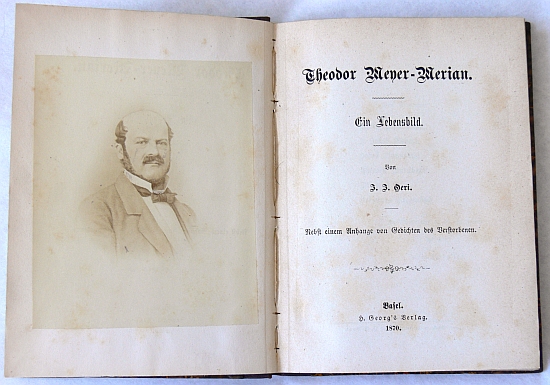 Theodor Meyer-Merian.
Ein Lebensbild.
Von
J. J. Oeri.
Nebst einem Anhange von Gedichten des Verstorbenen.
Basel.
H. Georg's Verlag.
1870.